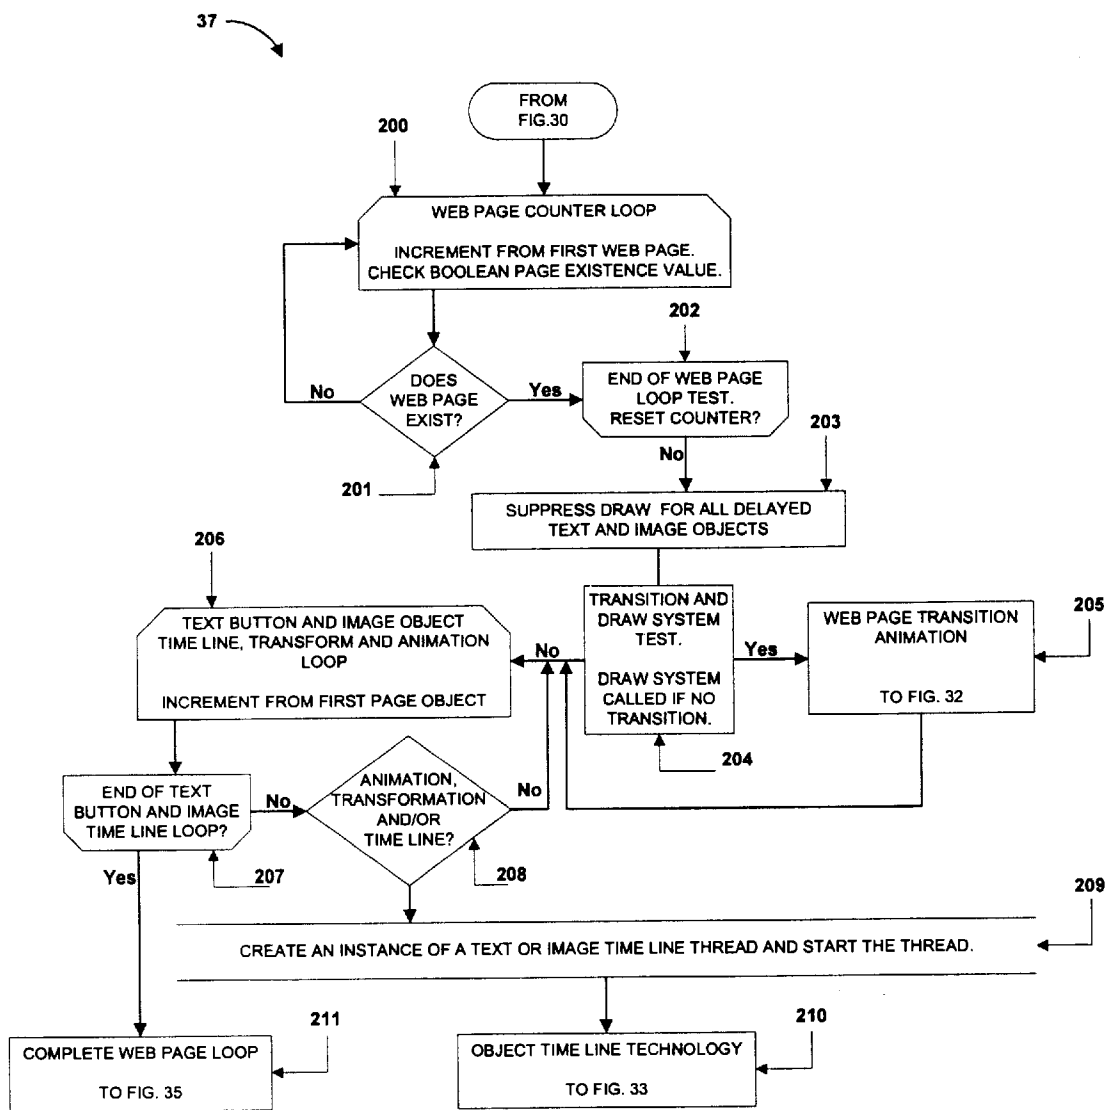 37
FROM
FIG.30
200
WEB PAGE COUNTER LOOP
INCREMENT FROM FIRST WEB PAGE.
CHECK BOOLEAN PAGE EXISTENCE VALUE.
202
DOES
WEB PAGE
EXIST?
No
Yes
201
END OF WEB PAGE
LOOP TEST.
RESET COUNTER?
No
203
SUPPRESS DRAW FOR ALL DELAYED
TEXT AND IMAGE OBJECTS
206
TEXT BUTTON AND IMAGE OBJECT
TIME LINE, TRANSFORM AND ANIMATION
LOOP
INCREMENT FROM FIRST PAGE OBJECT
No
TRANSITION AND
DRAW SYSTEM
TEST.
DRAW SYSTEM
CALLED IF NO
TRANSITION.
204
Yes
WEB PAGE TRANSITION
ANIMATION
TO FIG. 32
205
END OF TEXT
BUTTON AND IMAGE
TIME LINE LOOP?
No
Yes
207
ANIMATION,
TRANSFORMATION
AND/OR
TIME LINE?
No
208
209
CREATE AN INSTANCE OF A TEXT OR IMAGE TIME LINE THREAD AND START THE THREAD.
211
COMPLETE WEB PAGE LOOP
TO FIG. 35
210
OBJECT TIME LINE TECHNOLOGY
TO FIG. 33